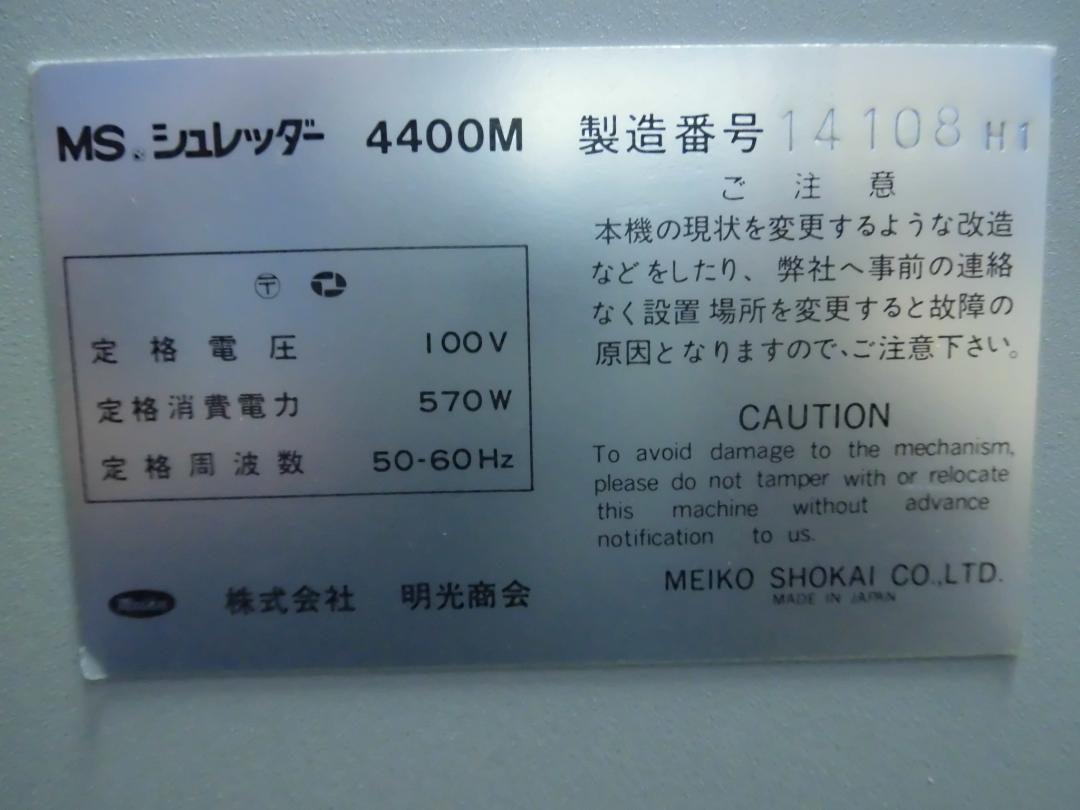 MS シュレッダー 4400M
製造番号 14108 H1
ご注意
本機の現状を変更するような改造
などをしたり、弊社へ事前の連絡
なく設置場所を変更すると故障の
原因となりますので、ご注意下さい。
〒
定格電圧 100V
定格消費電力 570W
定格周波数 50-60Hz
CAUTION
To avoid damage to the mechanism,
please do not tamper with or relocate
this machine without advance
notification to us.
株式会社 明光商会
MEIKO SHOKAI CO.,LTD.
MADE IN JAPAN